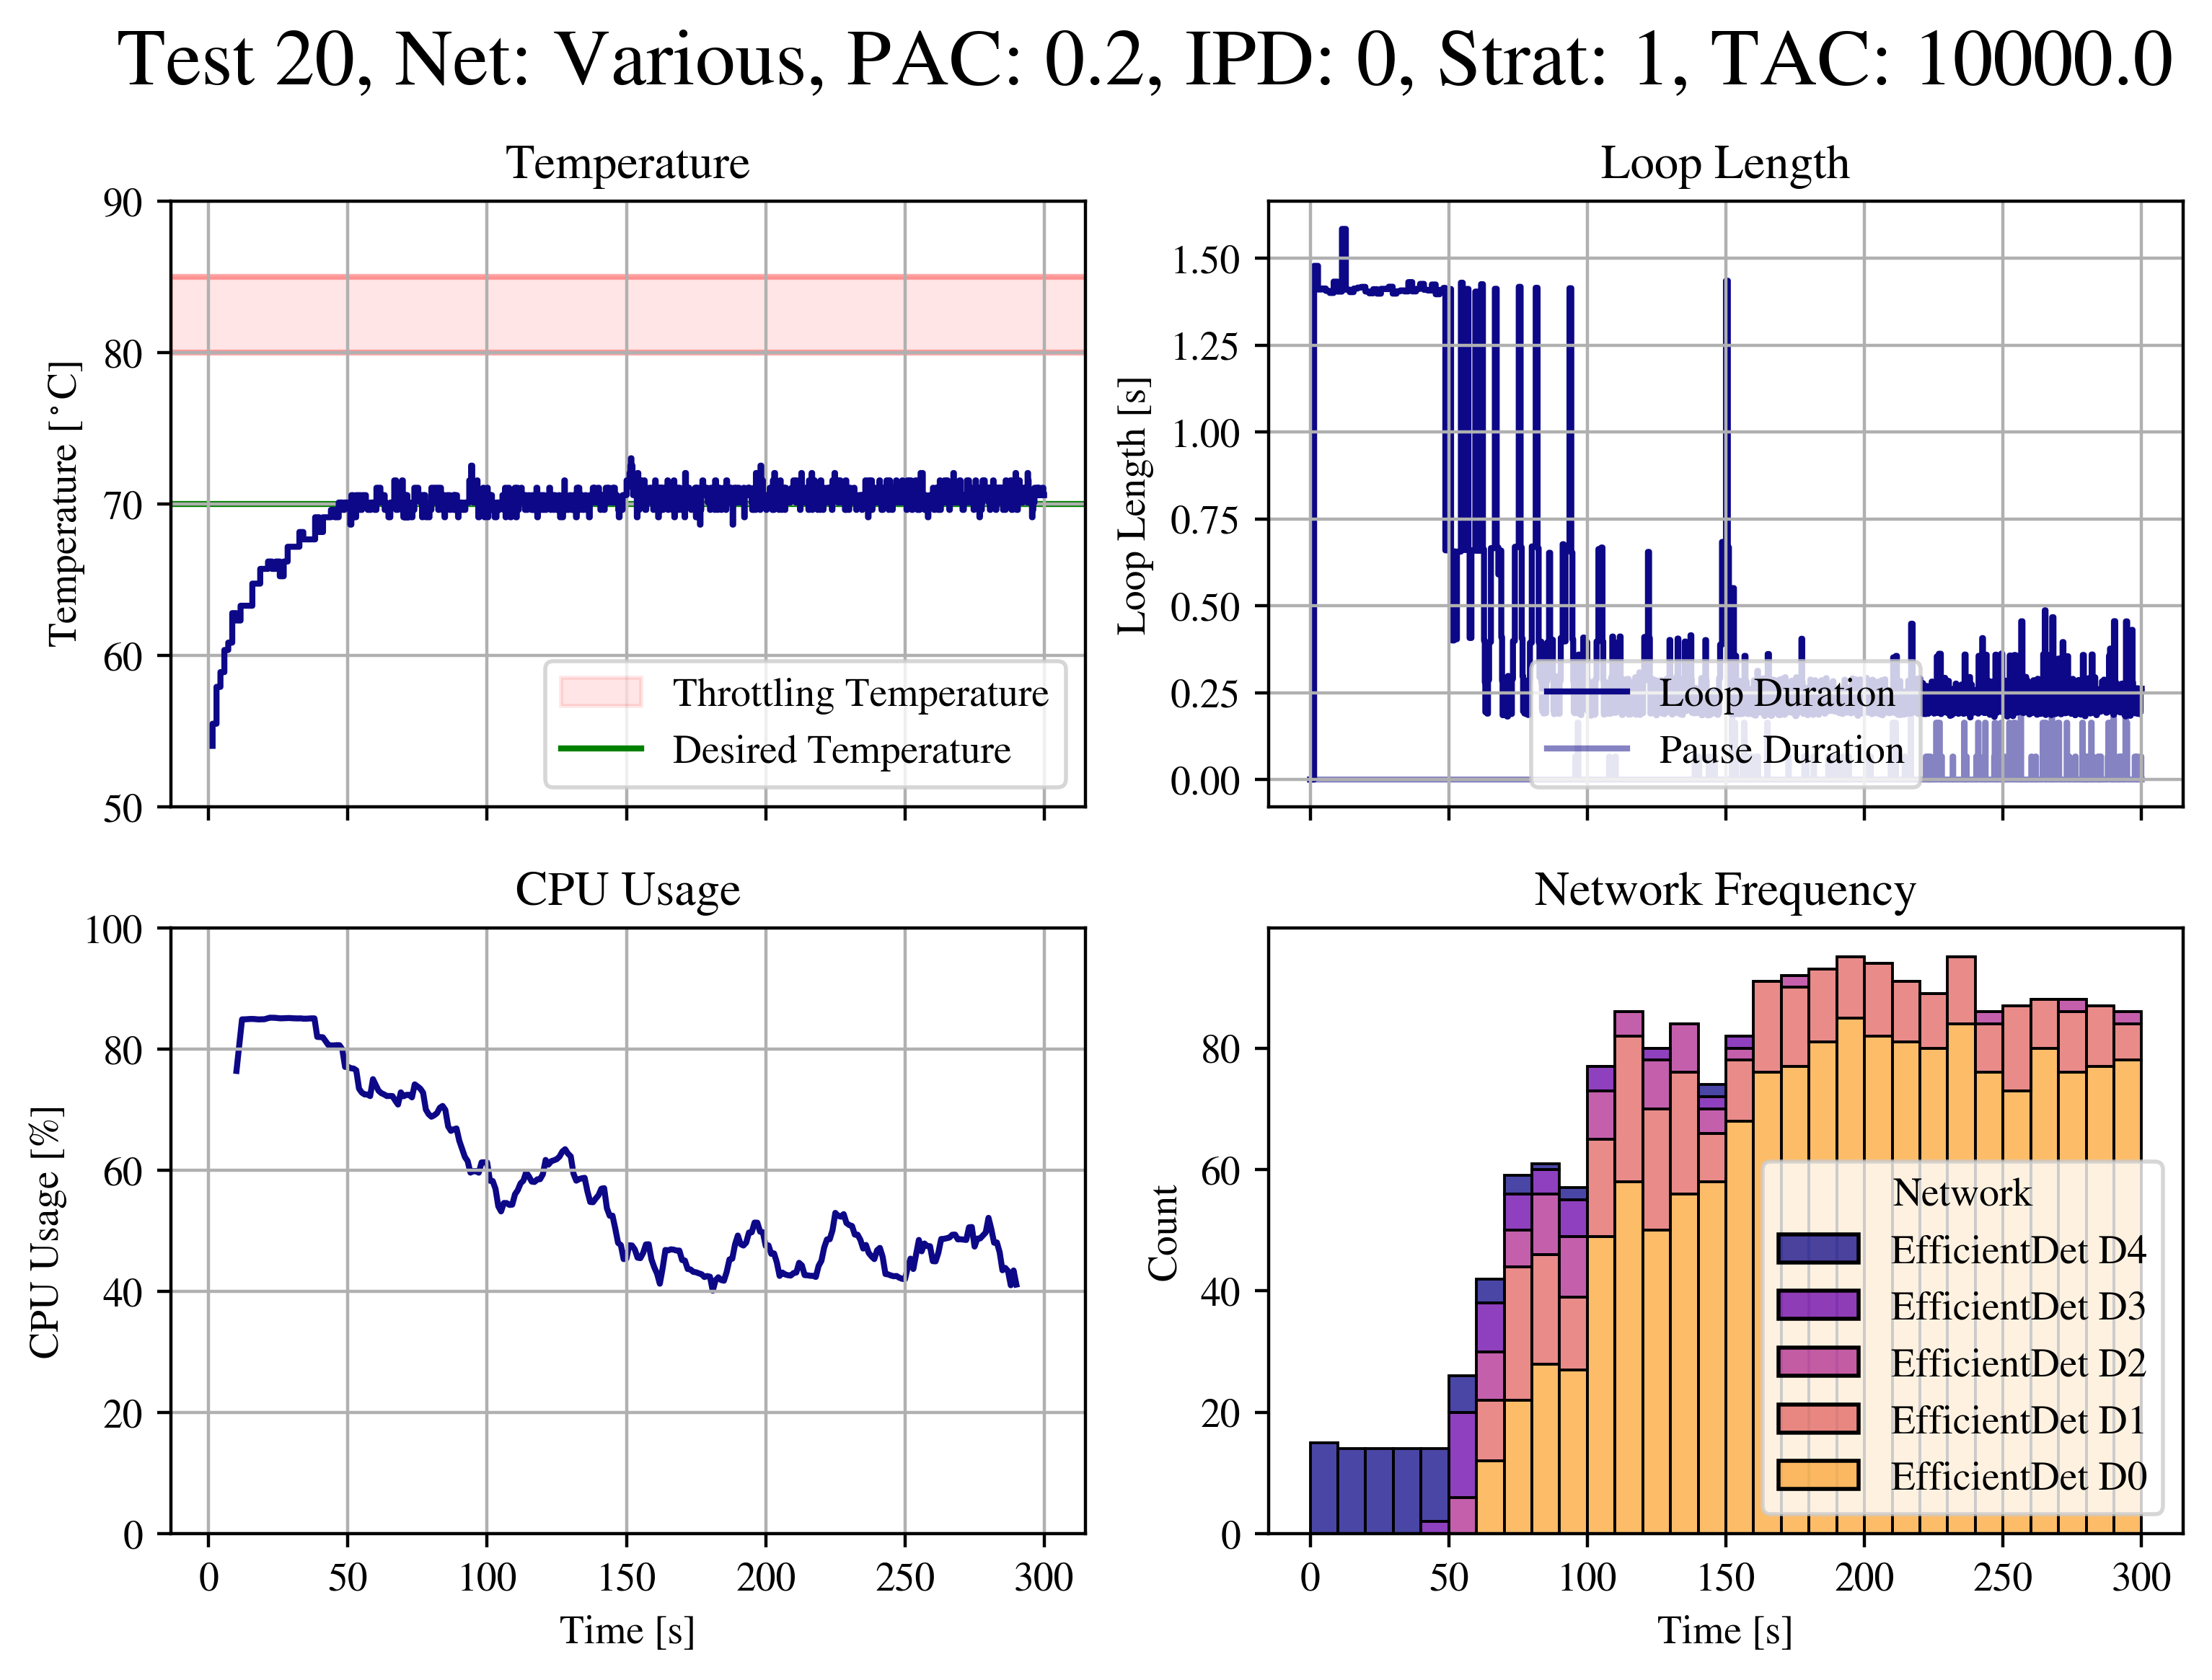 Test 20, Net: Various, PAC: 0.2, IPD: 0, Strat: 1, TAC: 10000.0
Temperature
90
80
70
60
50
Temperature [°C]
Throttling Temperature
Desired Temperature
Loop Length
1.50
1.25
1.00
0.75
0.50
0.25
0.00
Loop Length [s]
Loop Duration
Pause Duration
CPU Usage
100
80
60
40
20
0
CPU Usage [%]
0 50 100 150 200 250 300
Time [s]
Network Frequency
80
60
40
20
0
Count
Network
EfficientDet D4
EfficientDet D3
EfficientDet D2
EfficientDet D1
EfficientDet D0
0 50 100 150 200 250 300
Time [s]